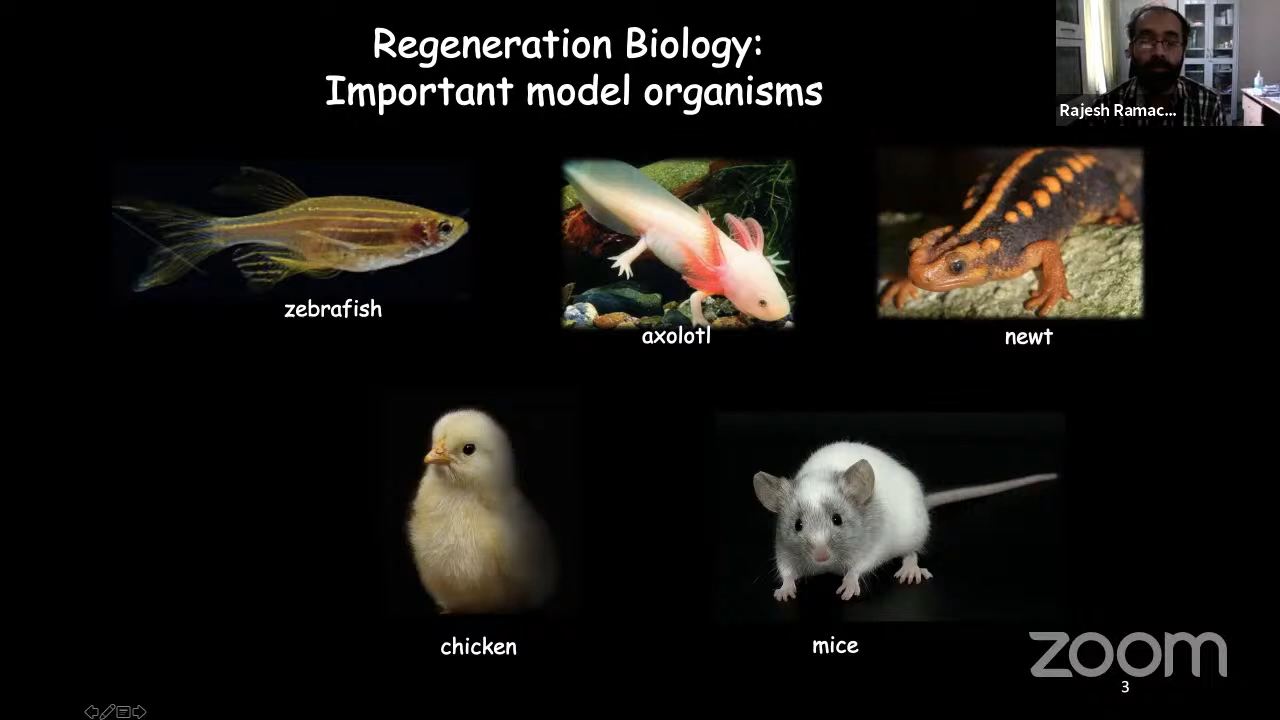 Regeneration Biology:
Important model organisms
Rajesh Ramac...
zebrafish
axolotl
newt
chicken
mice
zoom
3